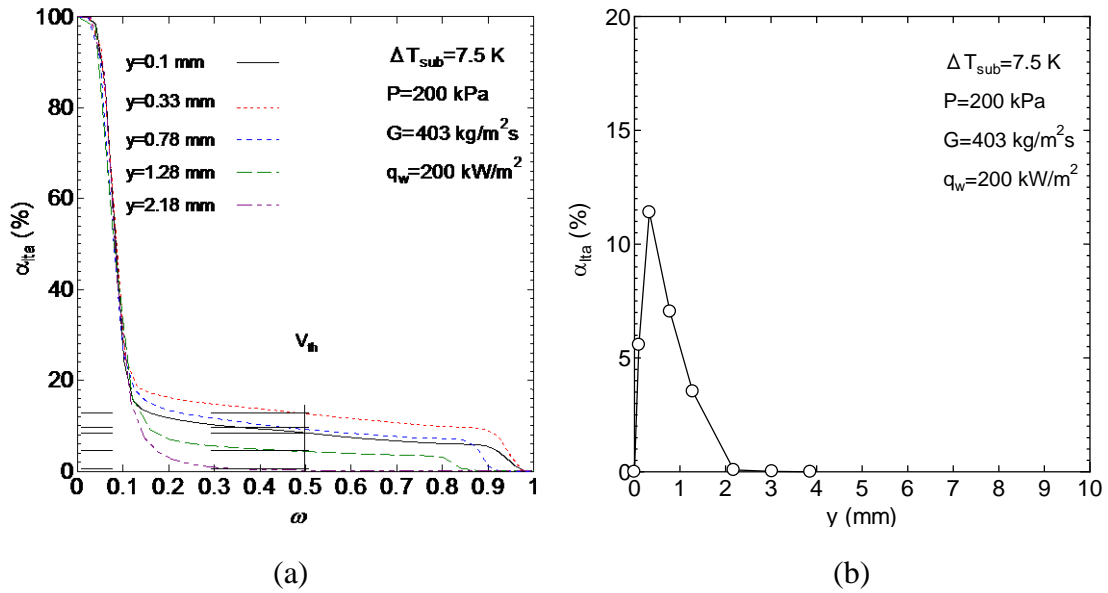 100
80
60
40
20
0
α_lta (%)
y=0.1 mm
y=0.33 mm
y=0.78 mm
y=1.28 mm
y=2.18 mm
ΔT_sub=7.5 K
P=200 kPa
G=403 kg/m²s
q_w=200 kW/m²
V_th
0 0.1 0.2 0.3 0.4 0.5 0.6 0.7 0.8 0.9 1
ω
(a)
20
15
10
5
0
α_lta (%)
ΔT_sub=7.5 K
P=200 kPa
G=403 kg/m²s
q_w=200 kW/m²
0 1 2 3 4 5 6 7 8 9 10
y (mm)
(b)